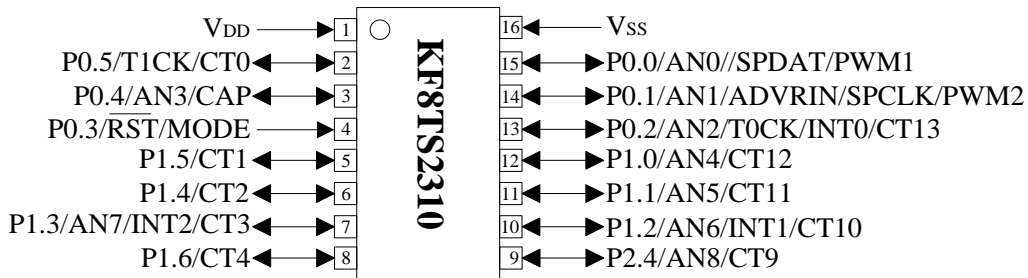 VDD 1 16 VSS
P0.5/T1CK/CT0 2 15 P0.0/AN0//SPDAT/PWM1
P0.4/AN3/CAP 3 14 P0.1/AN1/ADVRIN/SPCLK/PWM2
P0.3/RST/MODE 4 13 P0.2/AN2/T0CK/INT0/CT13
P1.5/CT1 5 12 P1.0/AN4/CT12
P1.4/CT2 6 11 P1.1/AN5/CT11
P1.3/AN7/INT2/CT3 7 10 P1.2/AN6/INT1/CT10
P1.6/CT4 8 9 P2.4/AN8/CT9
KF8TS2310